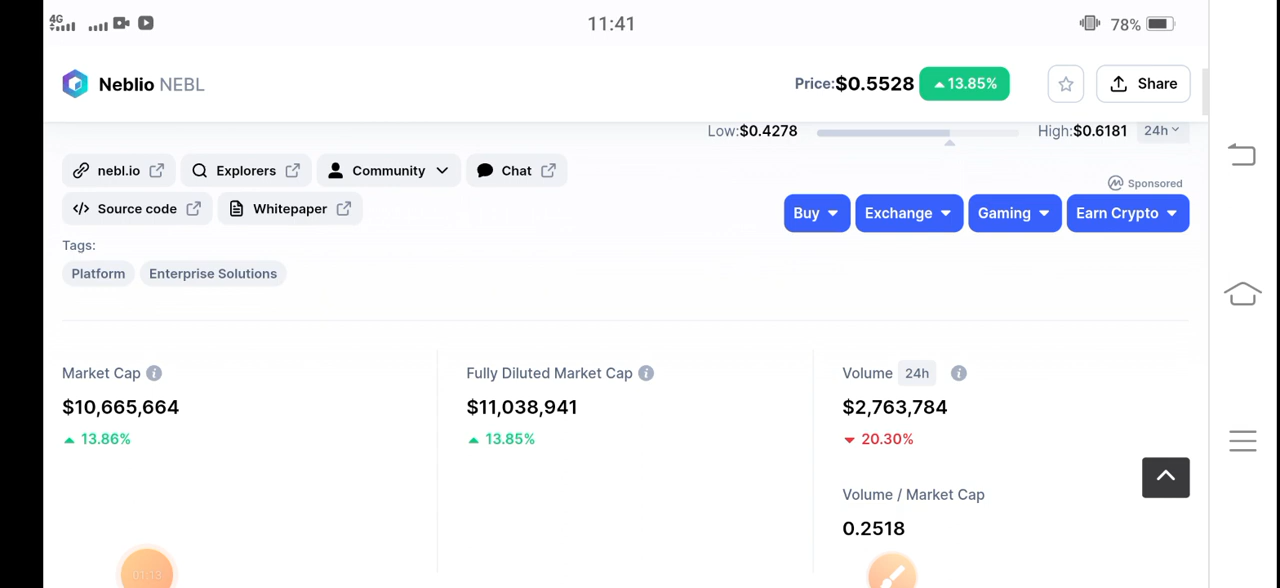 4G 11:41 78%
Neblio NEBL Price:$0.5528 13.85% Share
Low:$0.4278 High:$0.6181 24h
nebl.io Explorers Community Chat
Sponsored
Source code Whitepaper Buy Exchange Gaming Earn Crypto
Tags:
Platform Enterprise Solutions
Market Cap Fully Diluted Market Cap Volume 24h
$10,665,664 $11,038,941 $2,763,784
13.86% 13.85% 20.30%
Volume / Market Cap
0.2518
01:13